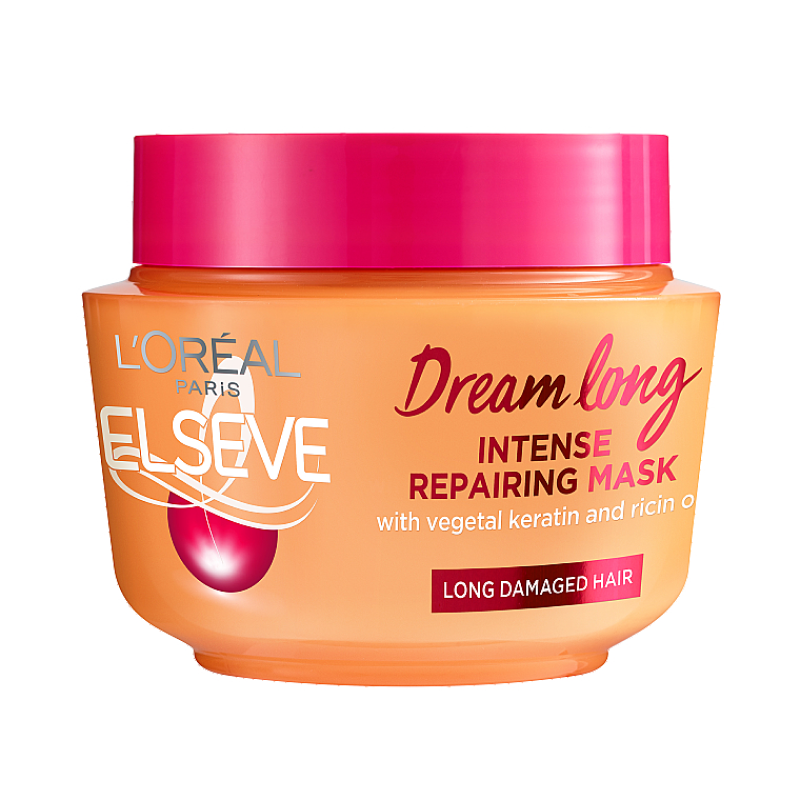 L'ORÉAL
PARiS
ELSEVE
Dream long
INTENSE
REPAIRING MASK
with vegetal keratin and ricin o
LONG DAMAGED HAIR